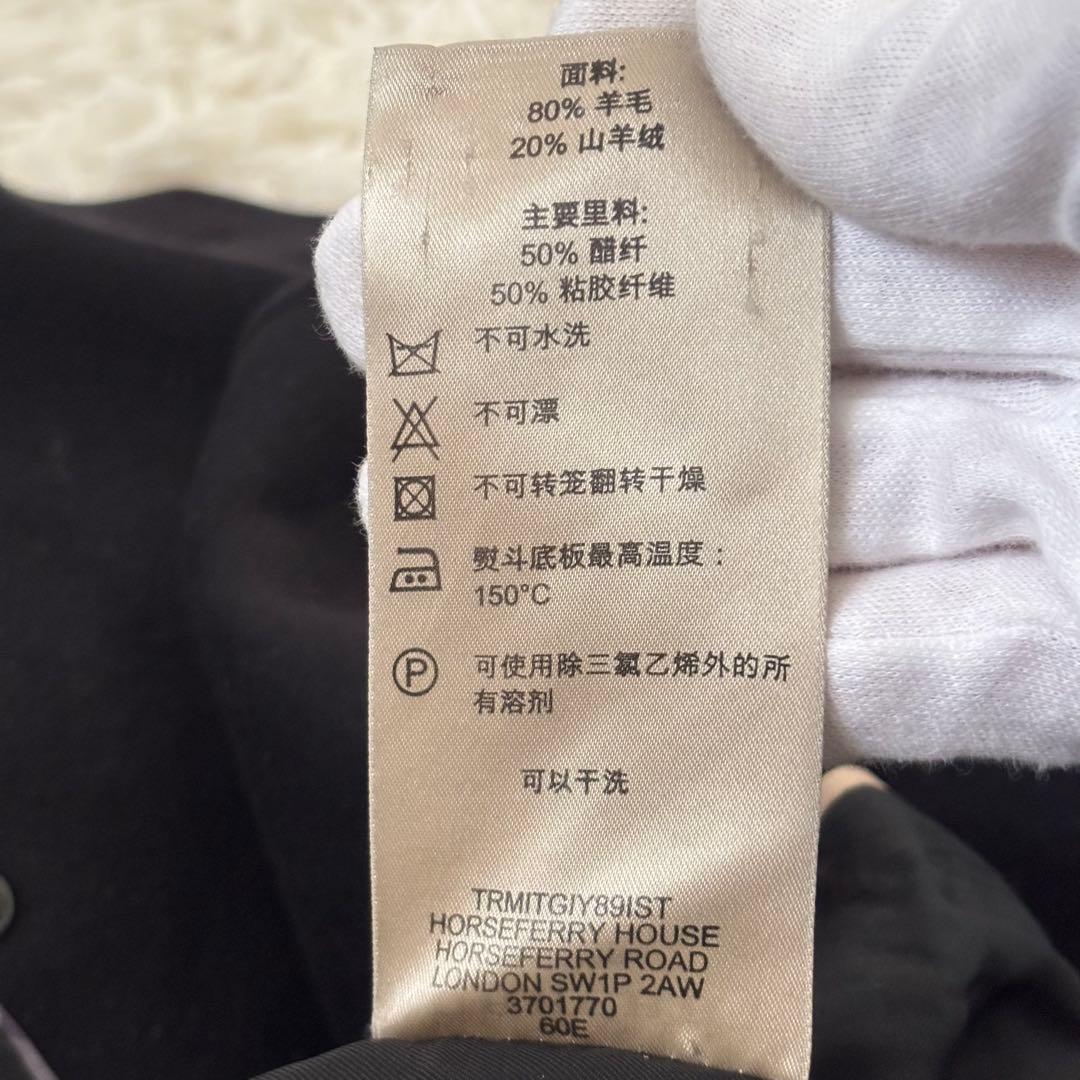 面料:
80% 羊毛
20% 山羊绒
主要里料:
50% 醋纤
50% 粘胶纤维
不可水洗
不可漂
不可转笼翻转干燥
熨斗底板最高温度：
150°C
P
可使用除三氯乙烯外的所
有溶剂
可以干洗
TRMITGIY89IST
HORSEFERRY HOUSE
HORSEFERRY ROAD
LONDON SW1P 2AW
3701770
60E